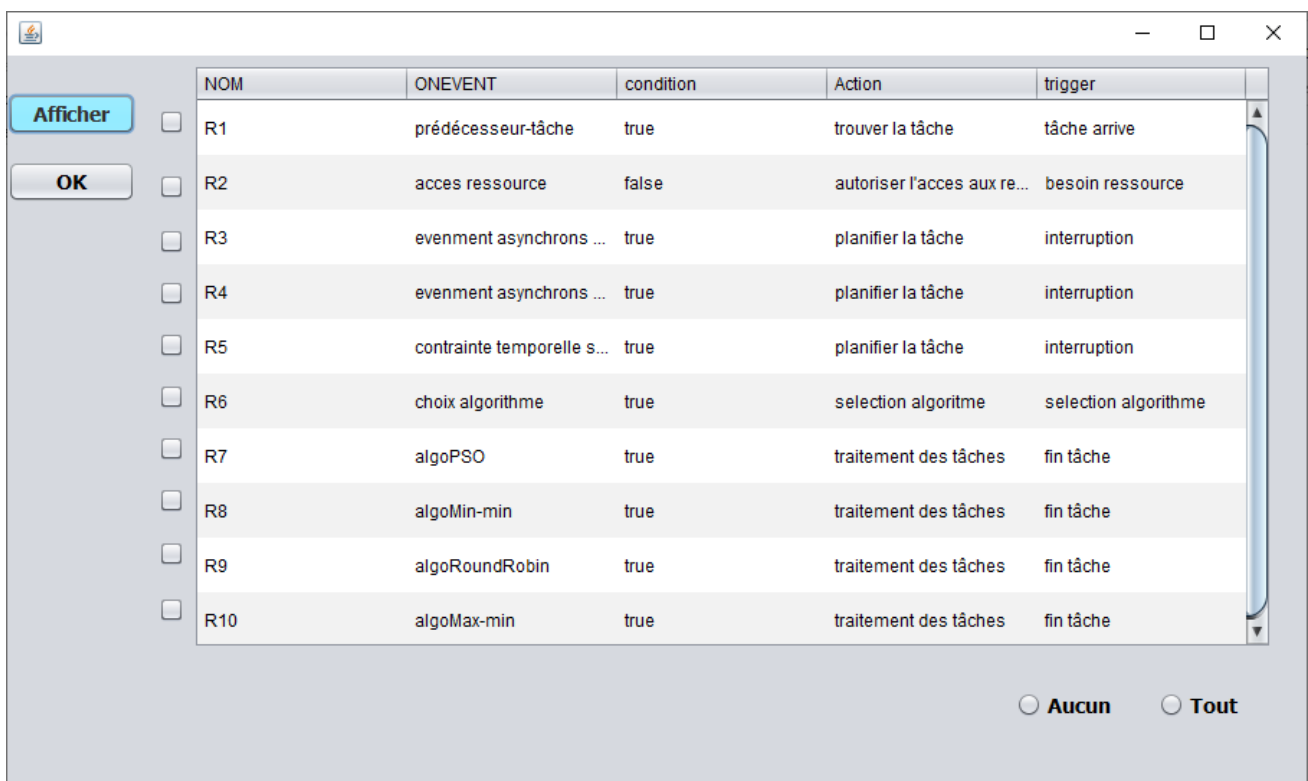 NOM ONEVENT condition Action trigger
Afficher
R1 prédécesseur-tâche true trouver la tâche tâche arrive
OK
R2 acces ressource false autoriser l'acces aux re... besoin ressource
R3 evenment asynchrons ... true planifier la tâche interruption
R4 evenment asynchrons ... true planifier la tâche interruption
R5 contrainte temporelle s... true planifier la tâche interruption
R6 choix algorithme true selection algoritme selection algorithme
R7 algoPSO true traitement des tâches fin tâche
R8 algoMin-min true traitement des tâches fin tâche
R9 algoRoundRobin true traitement des tâches fin tâche
R10 algoMax-min true traitement des tâches fin tâche
Aucun Tout